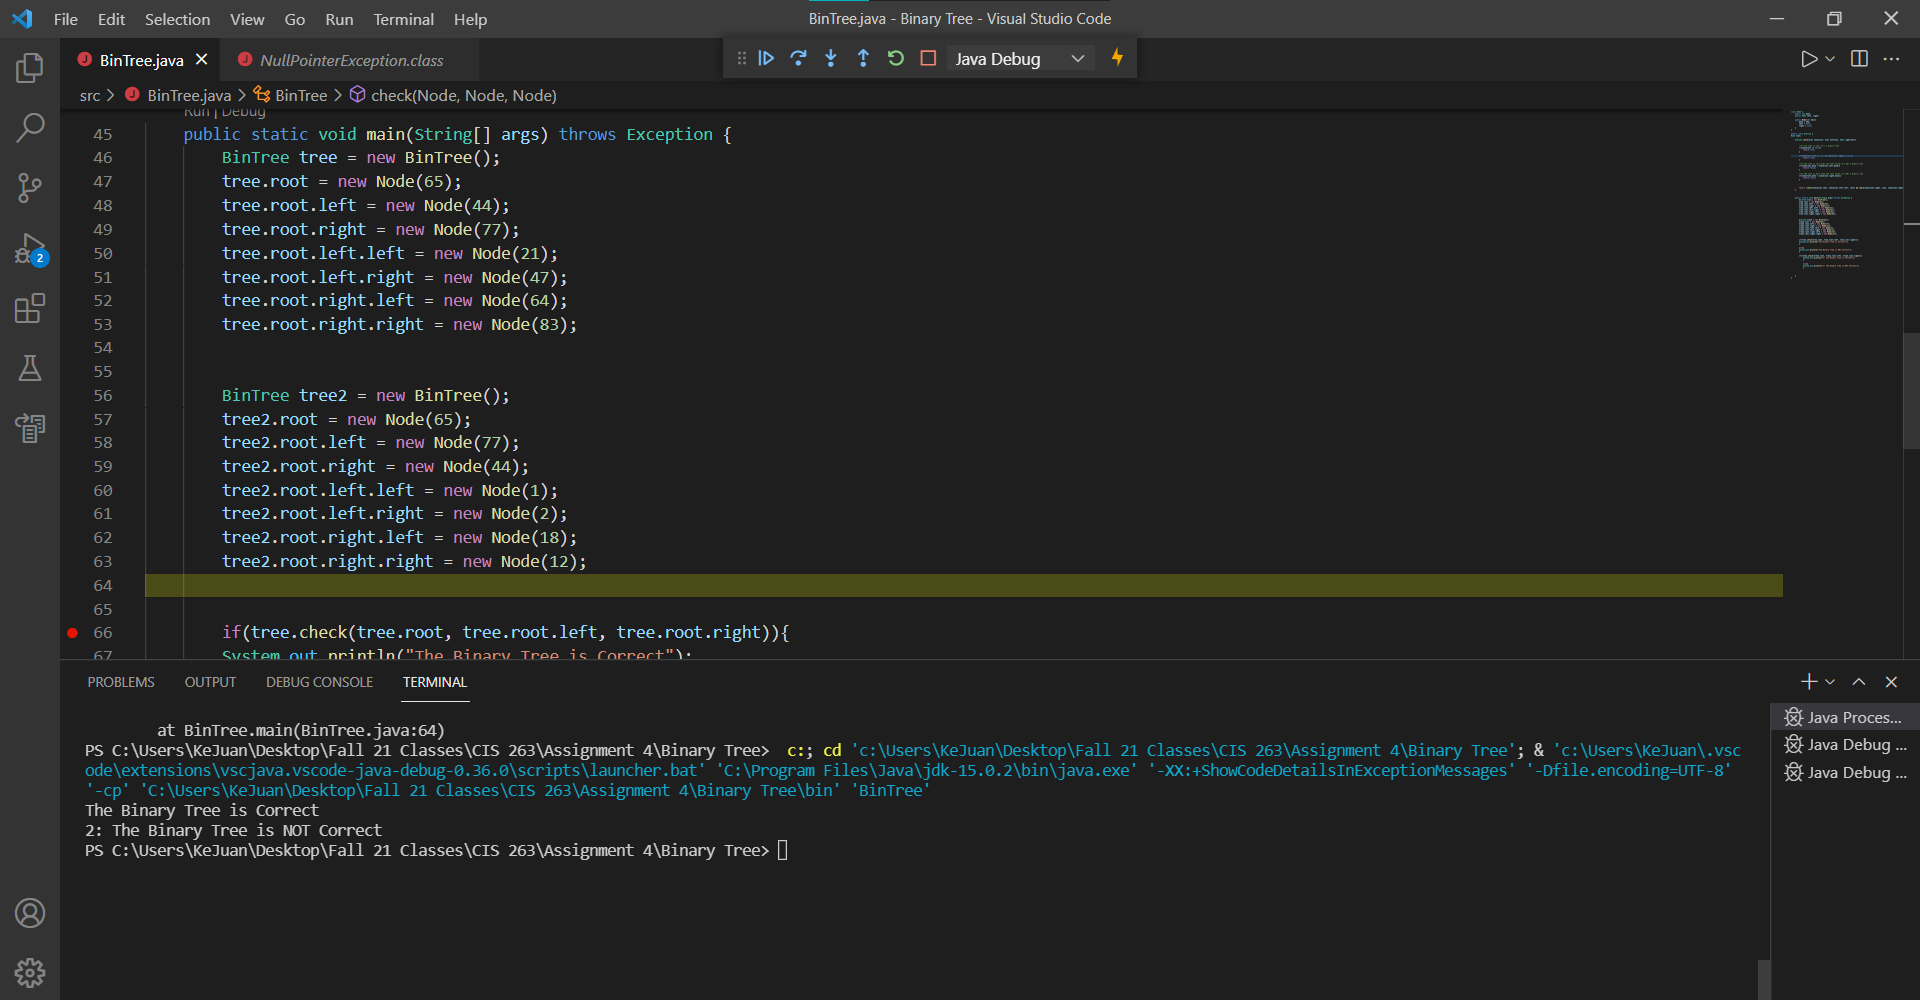 File Edit Selection View Go Run Terminal Help
BinTree.java - Binary Tree - Visual Studio Code
BinTree.java
NullPointerException.class
Java Debug
src > BinTree.java > BinTree > check(Node, Node, Node)
Run | Debug
45 public static void main(String[] args) throws Exception {
46 BinTree tree = new BinTree();
47 tree.root = new Node(65);
48 tree.root.left = new Node(44);
49 tree.root.right = new Node(77);
50 tree.root.left.left = new Node(21);
51 tree.root.left.right = new Node(47);
52 tree.root.right.left = new Node(64);
53 tree.root.right.right = new Node(83);
54
55
56 BinTree tree2 = new BinTree();
57 tree2.root = new Node(65);
58 tree2.root.left = new Node(77);
59 tree2.root.right = new Node(44);
60 tree2.root.left.left = new Node(1);
61 tree2.root.left.right = new Node(2);
62 tree2.root.right.left = new Node(18);
63 tree2.root.right.right = new Node(12);
64
65
66 if(tree.check(tree.root, tree.root.left, tree.root.right)){
67 System.out.println("The Binary Tree is Correct");
2
PROBLEMS OUTPUT DEBUG CONSOLE TERMINAL
at BinTree.main(BinTree.java:64)
PS C:\Users\KeJuan\Desktop\Fall 21 Classes\CIS 263\Assignment 4\Binary Tree> c:; cd 'c:\Users\KeJuan\Desktop\Fall 21 Classes\CIS 263\Assignment 4\Binary Tree'; & 'c:\Users\KeJuan\.vsc
ode\extensions\vscjava.vscode-java-debug-0.36.0\scripts\launcher.bat' 'C:\Program Files\Java\jdk-15.0.2\bin\java.exe' '-XX:+ShowCodeDetailsInExceptionMessages' '-Dfile.encoding=UTF-8'
'-cp' 'C:\Users\KeJuan\Desktop\Fall 21 Classes\CIS 263\Assignment 4\Binary Tree\bin' 'BinTree'
The Binary Tree is Correct
2: The Binary Tree is NOT Correct
PS C:\Users\KeJuan\Desktop\Fall 21 Classes\CIS 263\Assignment 4\Binary Tree>
Java Proces...
Java Debug ...
Java Debug ...